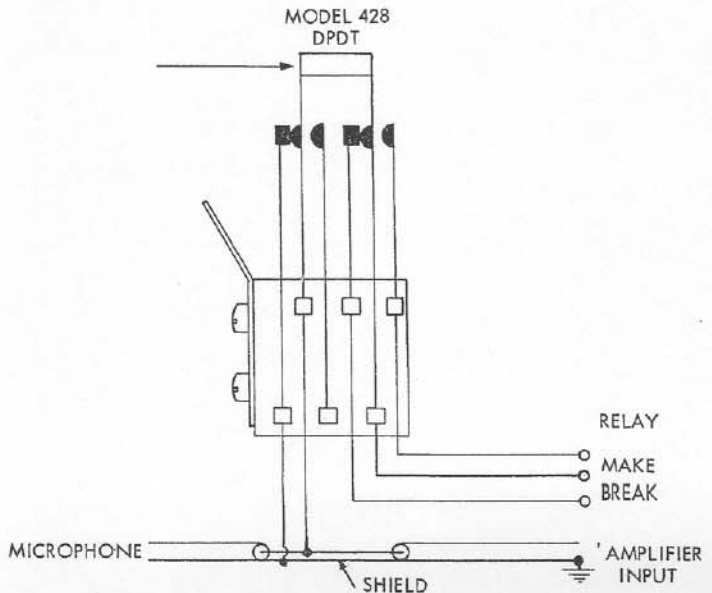 MODEL 428
DPDT
RELAY
MAKE
BREAK
MICROPHONE
SHIELD
AMPLIFIER
INPUT